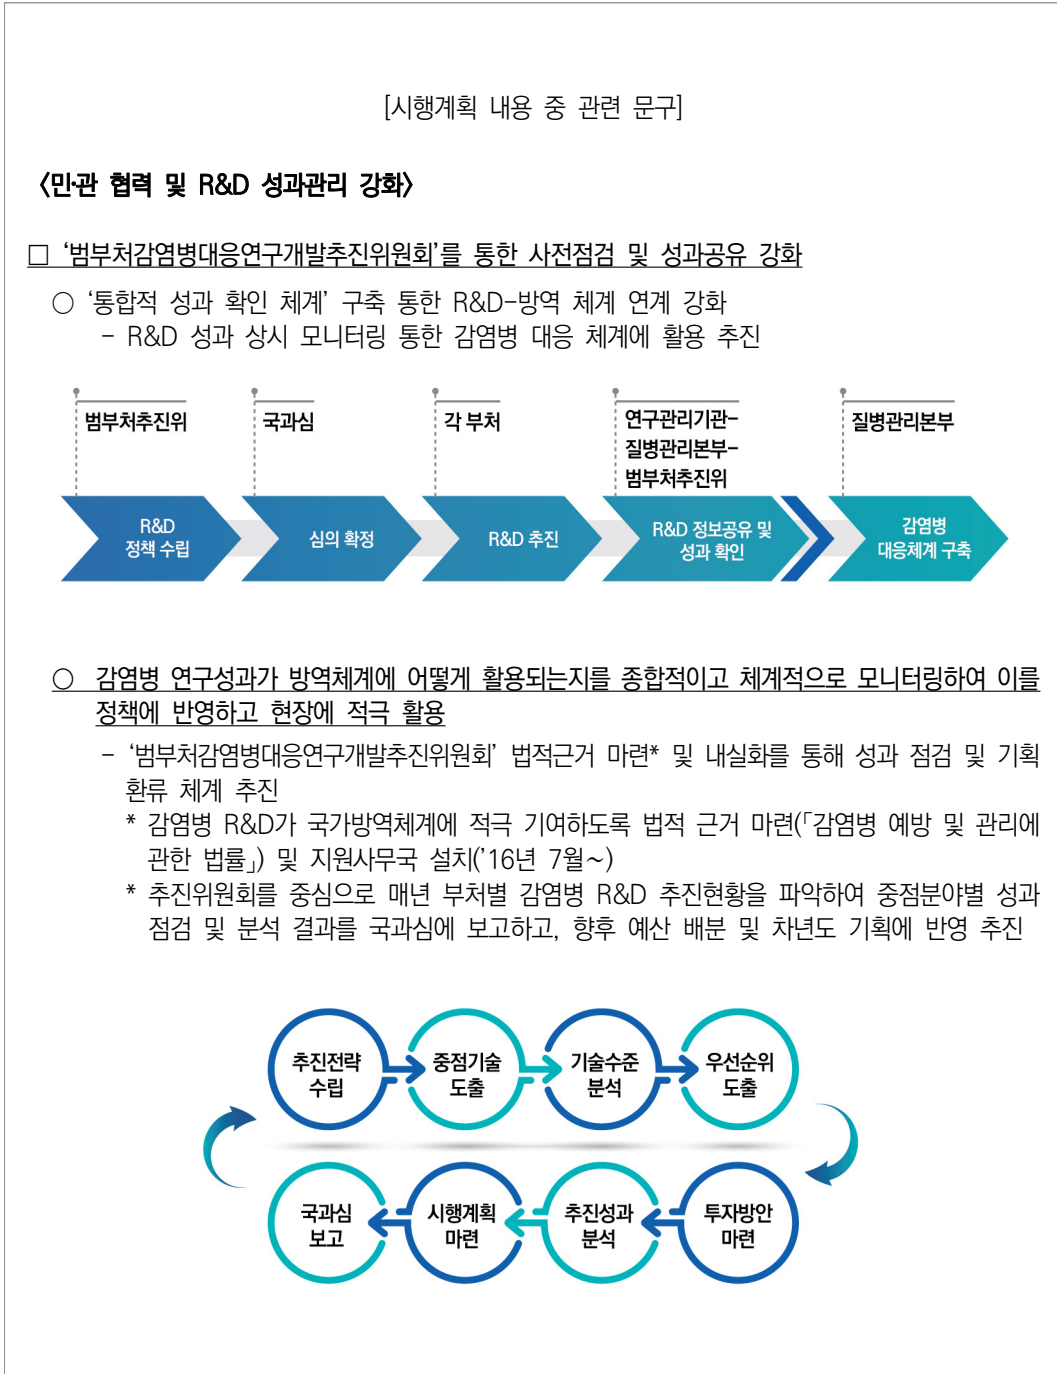 [시행계획 내용 중 관련 문구]
〈민·관 협력 및 R&D 성과관리 강화〉
□ ‘범부처감염병대응연구개발추진위원회’를 통한 사전점검 및 성과공유 강화
○ ‘통합적 성과 확인 체계’ 구축 통한 R&D-방역 체계 연계 강화
- R&D 성과 상시 모니터링 통한 감염병 대응 체계에 활용 추진
범부처추진위
국과심
각 부처
연구관리기관-
질병관리본부-
범부처추진위
질병관리본부
R&D
정책 수립
심의 확정
R&D 추진
R&D 정보공유 및
성과 확인
감염병
대응체계 구축
○ 감염병 연구성과가 방역체계에 어떻게 활용되는지를 종합적이고 체계적으로 모니터링하여 이를
정책에 반영하고 현장에 적극 활용
- ‘범부처감염병대응연구개발추진위원회’ 법적근거 마련* 및 내실화를 통해 성과 점검 및 기획
환류 체계 추진
* 감염병 R&D가 국가방역체계에 적극 기여하도록 법적 근거 마련(「감염병 예방 및 관리에
관한 법률」) 및 지원사무국 설치(’16년 7월~)
* 추진위원회를 중심으로 매년 부처별 감염병 R&D 추진현황을 파악하여 중점분야별 성과
점검 및 분석 결과를 국과심에 보고하고, 향후 예산 배분 및 차년도 기획에 반영 추진
추진전략
수립
중점기술
도출
기술수준
분석
우선순위
도출
국과심
보고
시행계획
마련
추진성과
분석
투자방안
마련